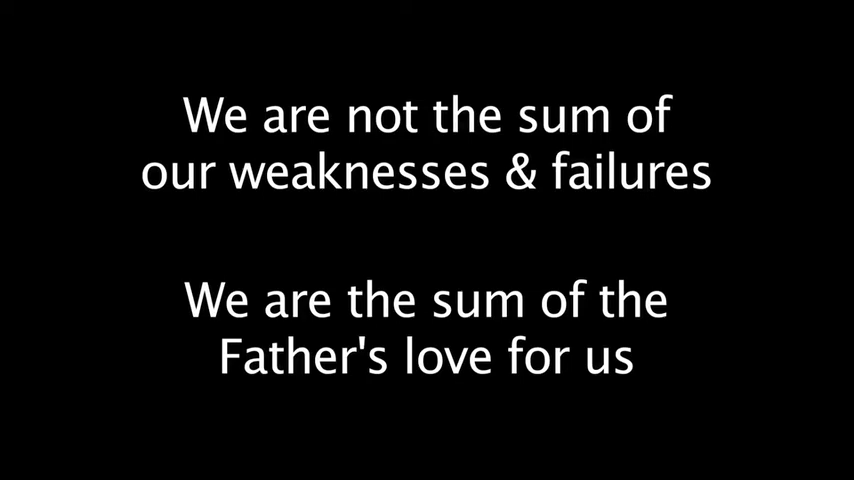 We are not the sum of
our weaknesses & failures
We are the sum of the
Father's love for us